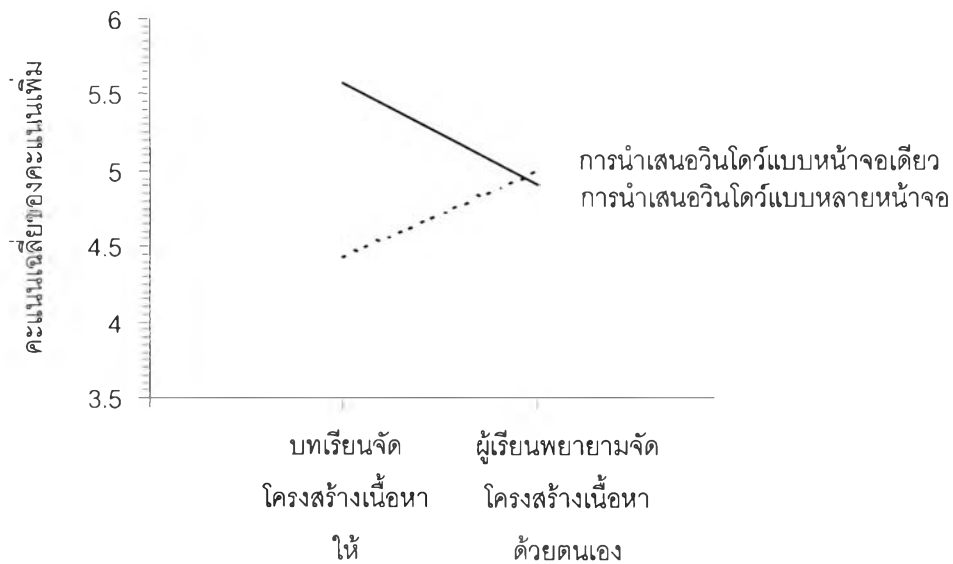 คะแนนเฉลี่ยของคะแนนเพิ่ม
6
5.5
5
4.5
4
3.5
การนำเสนอวินโดว์แบบหน้าจอเดียว
การนำเสนอวินโดว์แบบหลายหน้าจอ
บทเรียนจัด
โครงสร้างเนื้อหา
ให้
ผู้เรียนพยายามจัด
โครงสร้างเนื้อหา
ด้วยตนเอง